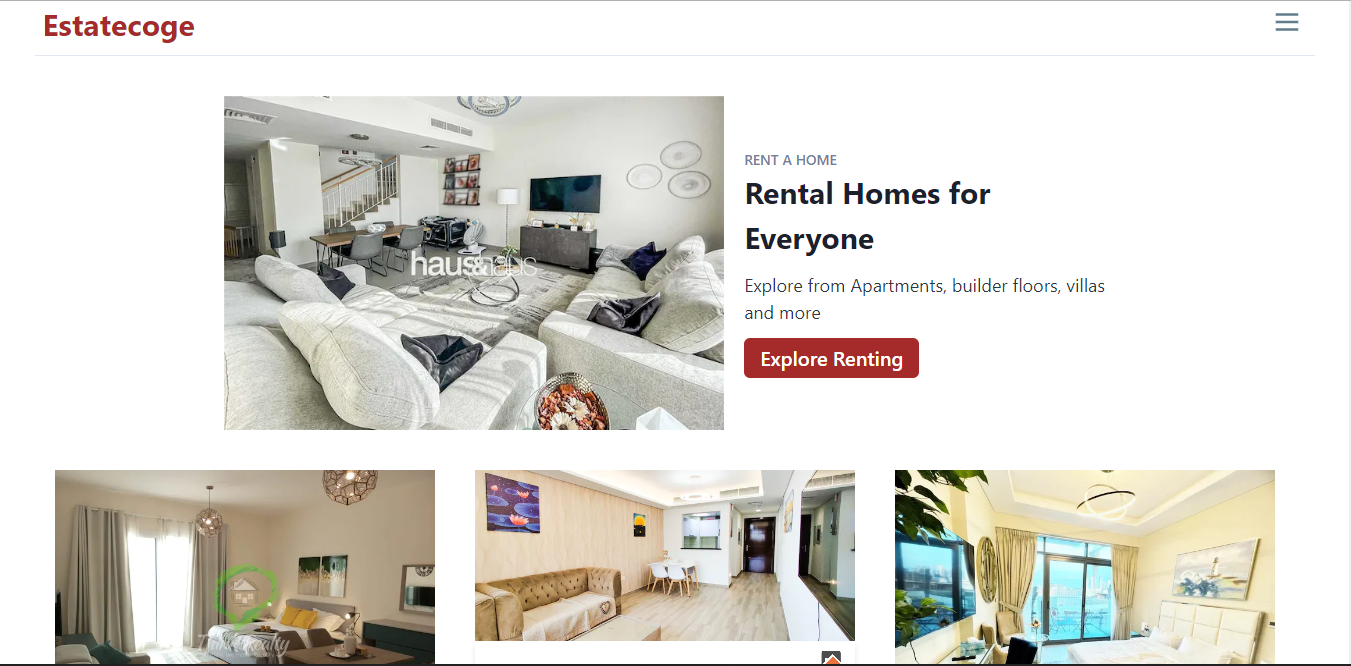 Estatecoge
haus&haus
RENT A HOME
Rental Homes for
Everyone
Explore from Apartments, builder floors, villas
and more
Explore Renting